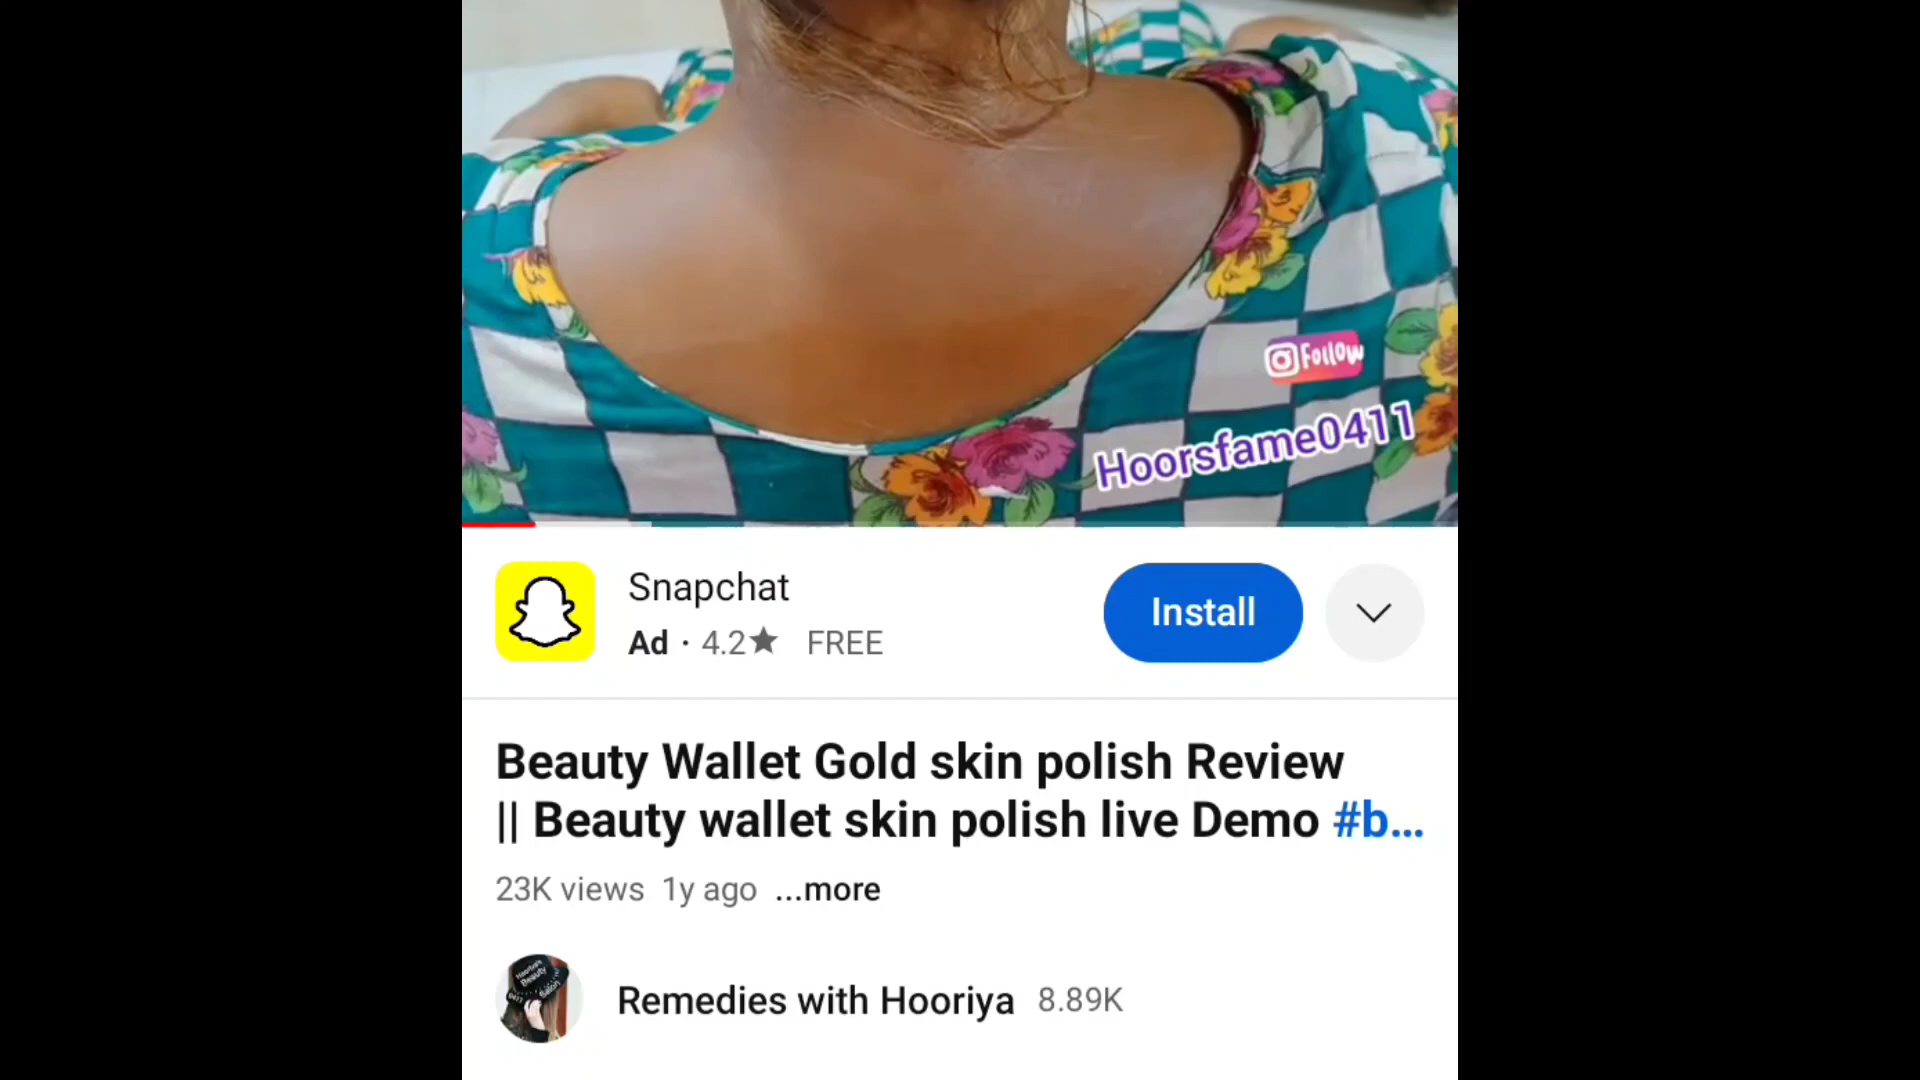 Follow
Hoorsfame0411
Snapchat
Ad · 4.2★ FREE
Install
Beauty Wallet Gold skin polish Review
|| Beauty wallet skin polish live Demo #b...
23K views 1y ago ...more
Remedies with Hooriya 8.89K